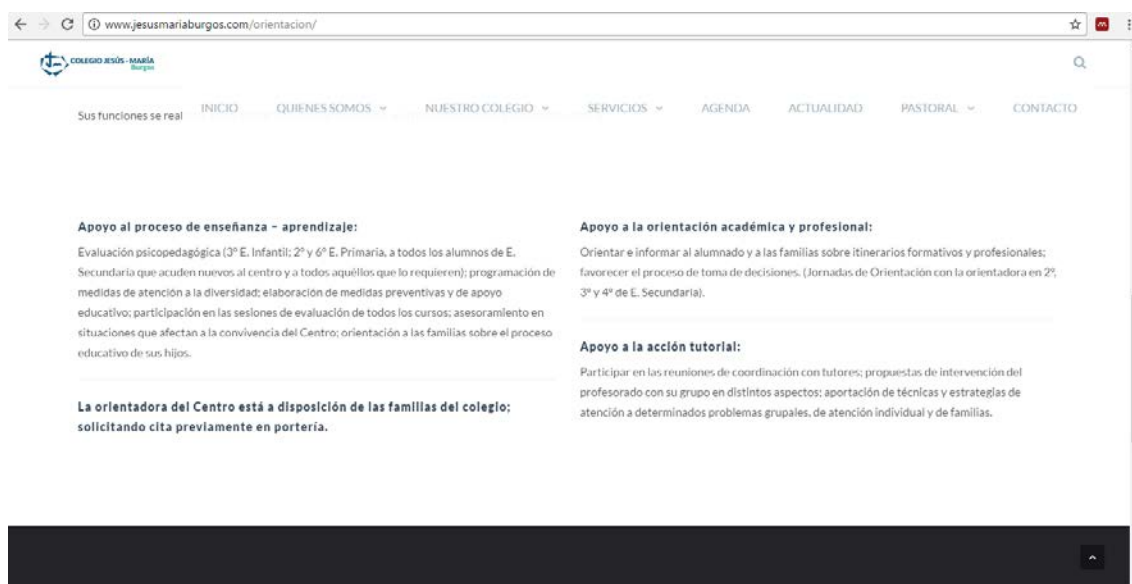 www.jesusmariaburgos.com/orientacion/
COLEGIO JESÚS - MARÍA
Burgos
INICIO QUIENES SOMOS NUESTRO COLEGIO SERVICIOS AGENDA ACTUALIDAD PASTORAL CONTACTO
Sus funciones se real
Apoyo al proceso de enseñanza – aprendizaje:
Evaluación psicopedagógica (3º E. Infantil; 2º y 6º E. Primaria, a todos los alumnos de E.
Secundaria que acuden nuevos al centro y a todos aquéllos que lo requieren); programación de
medidas de atención a la diversidad; elaboración de medidas preventivas y de apoyo
educativo; participación en las sesiones de evaluación de todos los cursos; asesoramiento en
situaciones que afectan a la convivencia del Centro; orientación a las familias sobre el proceso
educativo de sus hijos.
La orientadora del Centro está a disposición de las familias del colegio;
solicitando cita previamente en portería.
Apoyo a la orientación académica y profesional:
Orientar e informar al alumnado y a las familias sobre itinerarios formativos y profesionales;
favorecer el proceso de toma de decisiones. (Jornadas de Orientación con la orientadora en 2º,
3º y 4º de E. Secundaria).
Apoyo a la acción tutorial:
Participar en las reuniones de coordinación con tutores; propuestas de intervención del
profesorado con su grupo en distintos aspectos; aportación de técnicas y estrategias de
atención a determinados problemas grupales, de atención individual y de familias.